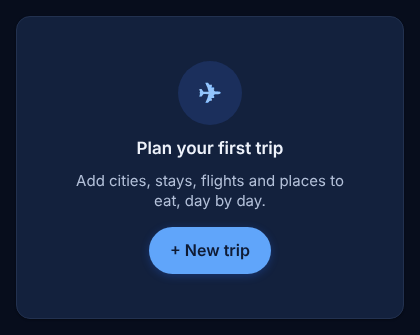 Plan your first trip
Add cities, stays, flights and places to
eat, day by day.
+ New trip